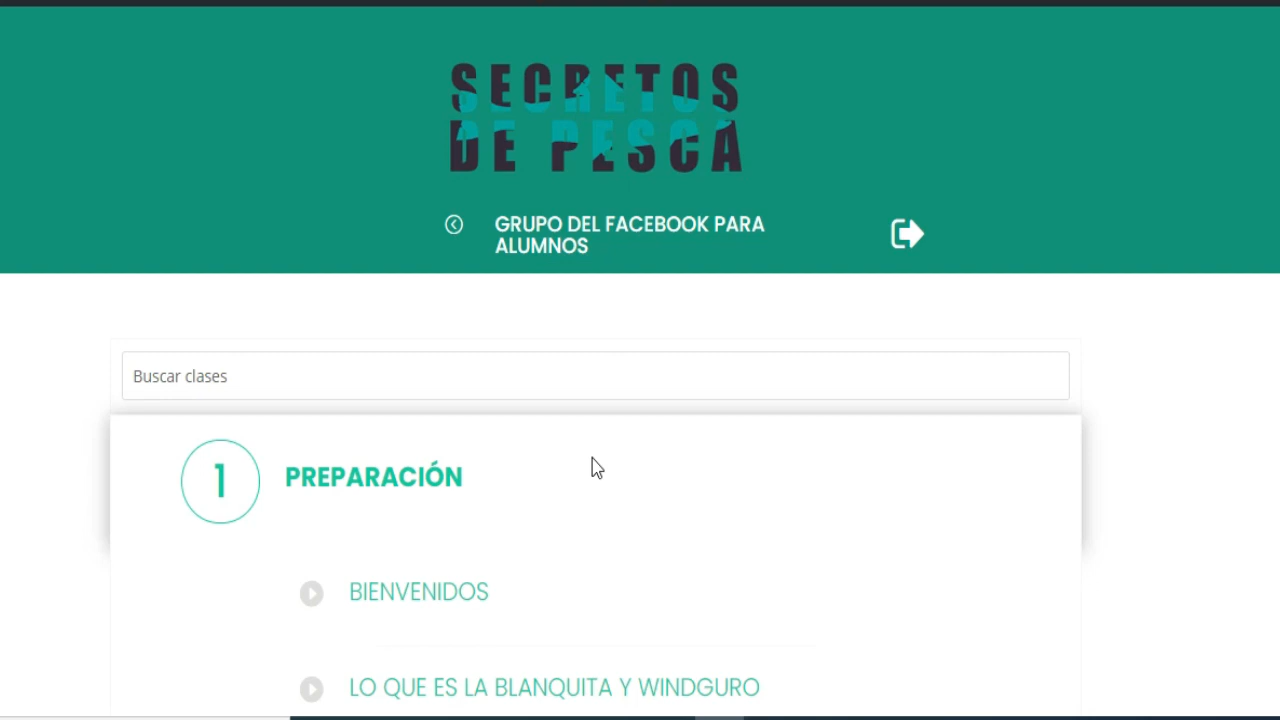 SECRETOS
DE PESCA
GRUPO DEL FACEBOOK PARA
ALUMNOS
Buscar clases
1
PREPARACIÓN
BIENVENIDOS
LO QUE ES LA BLANQUITA Y WINDGURO